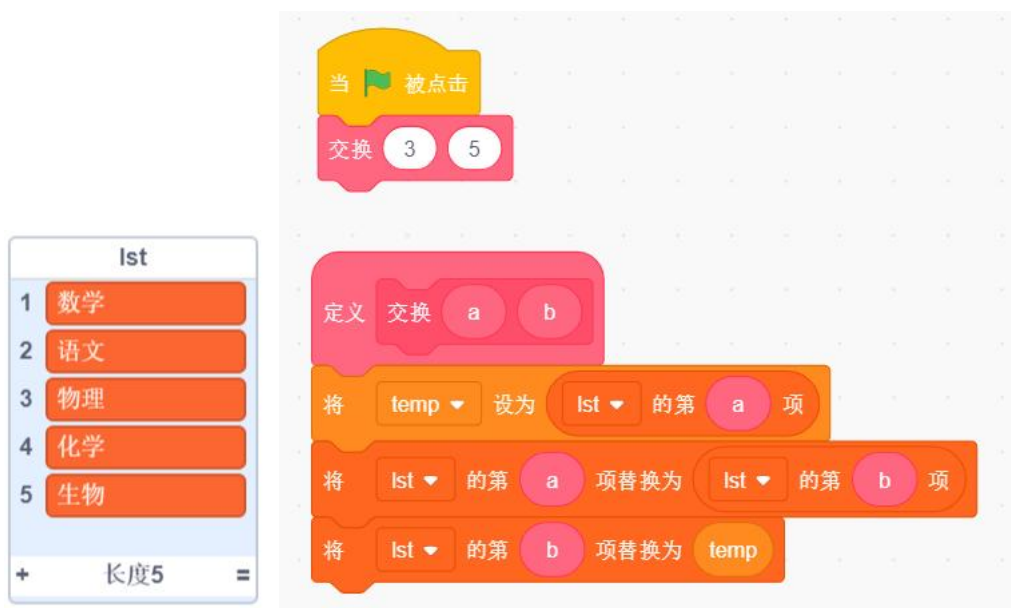 当 被点击
交换 3 5
lst
1 数学
2 语文
3 物理
4 化学
5 生物
+ 长度5 =
定义 交换 a b
将 temp 设为 lst 的第 a 项
将 lst 的第 a 项替换为 lst 的第 b 项
将 lst 的第 b 项替换为 temp